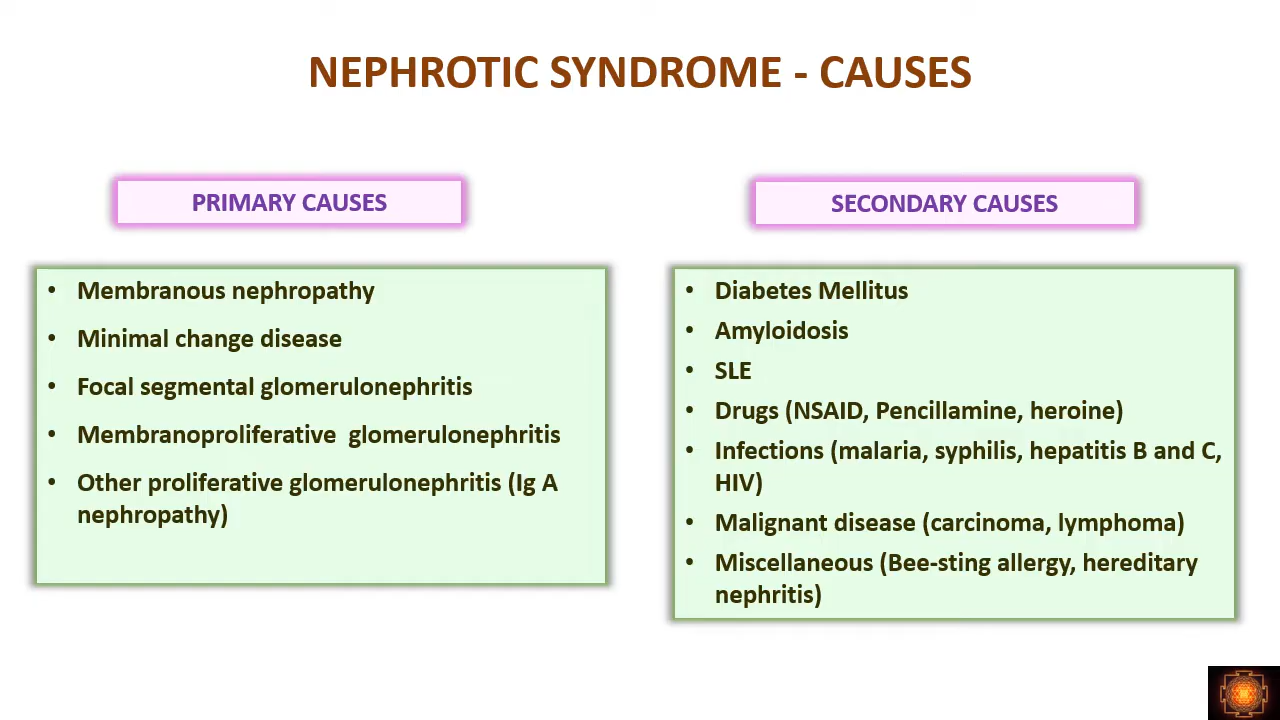 NEPHROTIC SYNDROME - CAUSES
PRIMARY CAUSES
• Membranous nephropathy
• Minimal change disease
• Focal segmental glomerulonephritis
• Membranoproliferative glomerulonephritis
• Other proliferative glomerulonephritis (Ig A
nephropathy)
SECONDARY CAUSES
• Diabetes Mellitus
• Amyloidosis
• SLE
• Drugs (NSAID, Pencillamine, heroine)
• Infections (malaria, syphilis, hepatitis B and C,
HIV)
• Malignant disease (carcinoma, lymphoma)
• Miscellaneous (Bee-sting allergy, hereditary
nephritis)